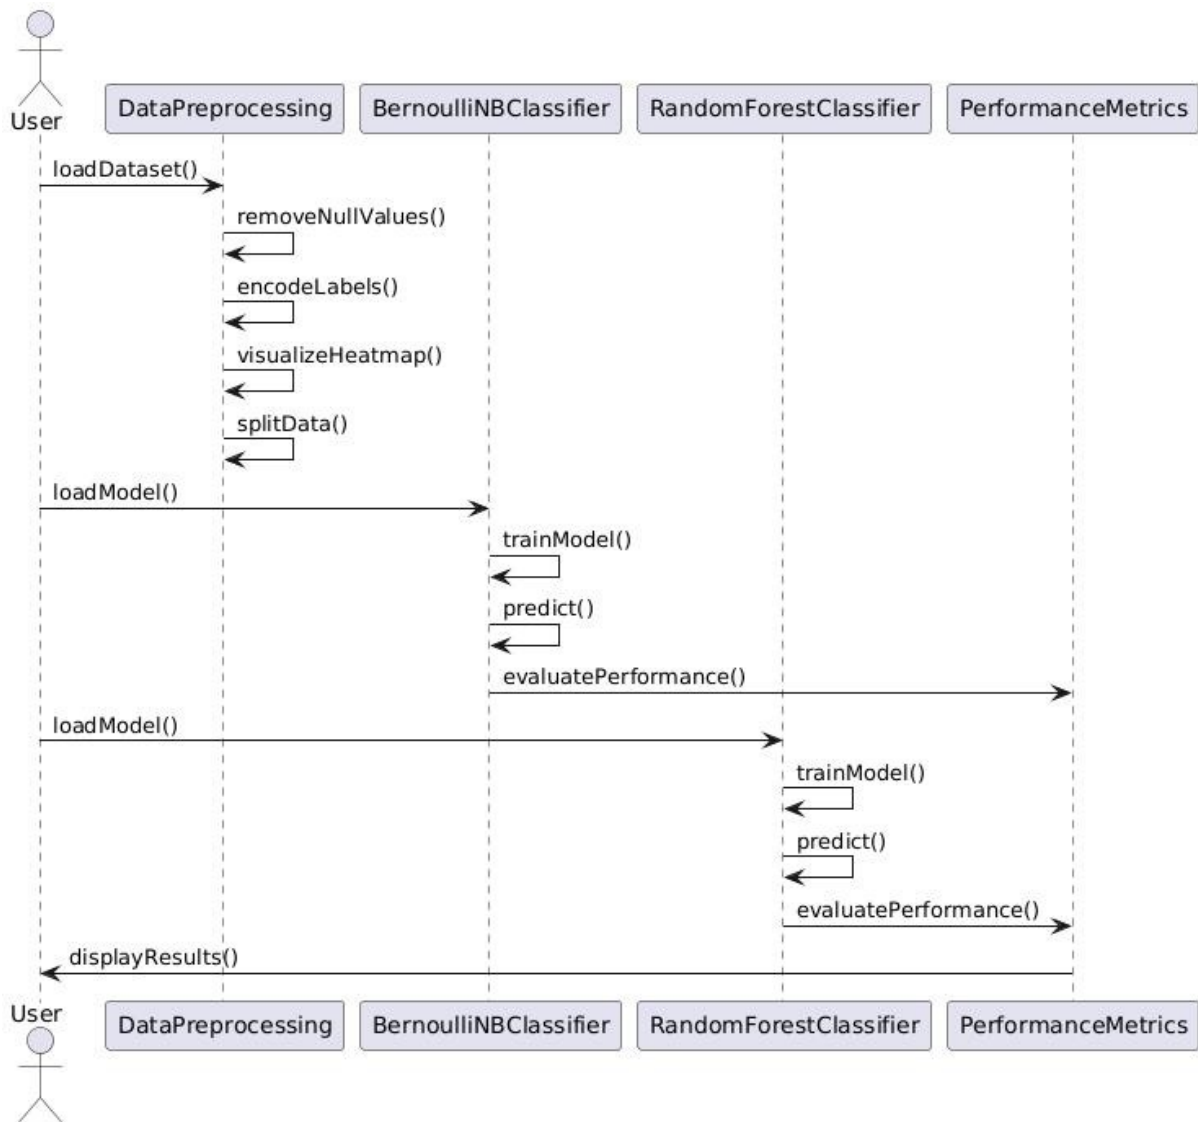 User
DataPreprocessing
BernoulliNBClassifier
RandomForestClassifier
PerformanceMetrics
loadDataset()
removeNullValues()
encodeLabels()
visualizeHeatmap()
splitData()
loadModel()
trainModel()
predict()
evaluatePerformance()
loadModel()
trainModel()
predict()
evaluatePerformance()
displayResults()
User
DataPreprocessing
BernoulliNBClassifier
RandomForestClassifier
PerformanceMetrics